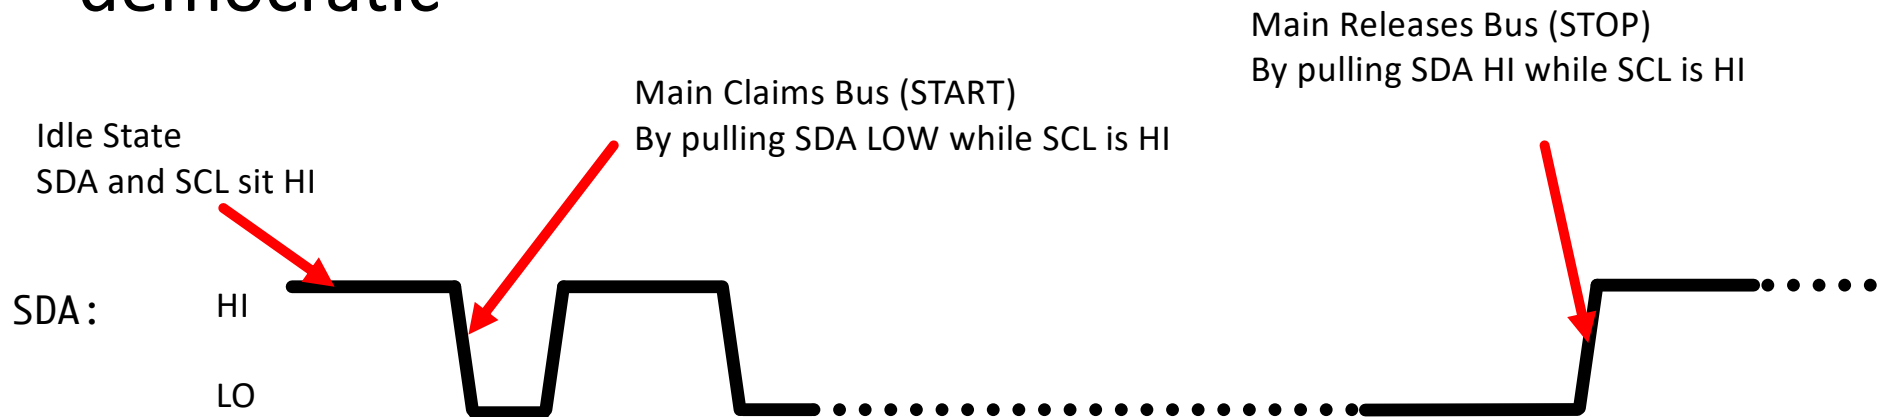 democratic
Main Releases Bus (STOP)
By pulling SDA HI while SCL is HI
Main Claims Bus (START)
By pulling SDA LOW while SCL is HI
Idle State
SDA and SCL sit HI
SDA: HI
LO